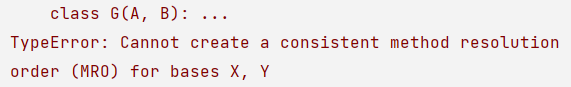 class G(A, B): ...
TypeError: Cannot create a consistent method resolution
order (MRO) for bases X, Y